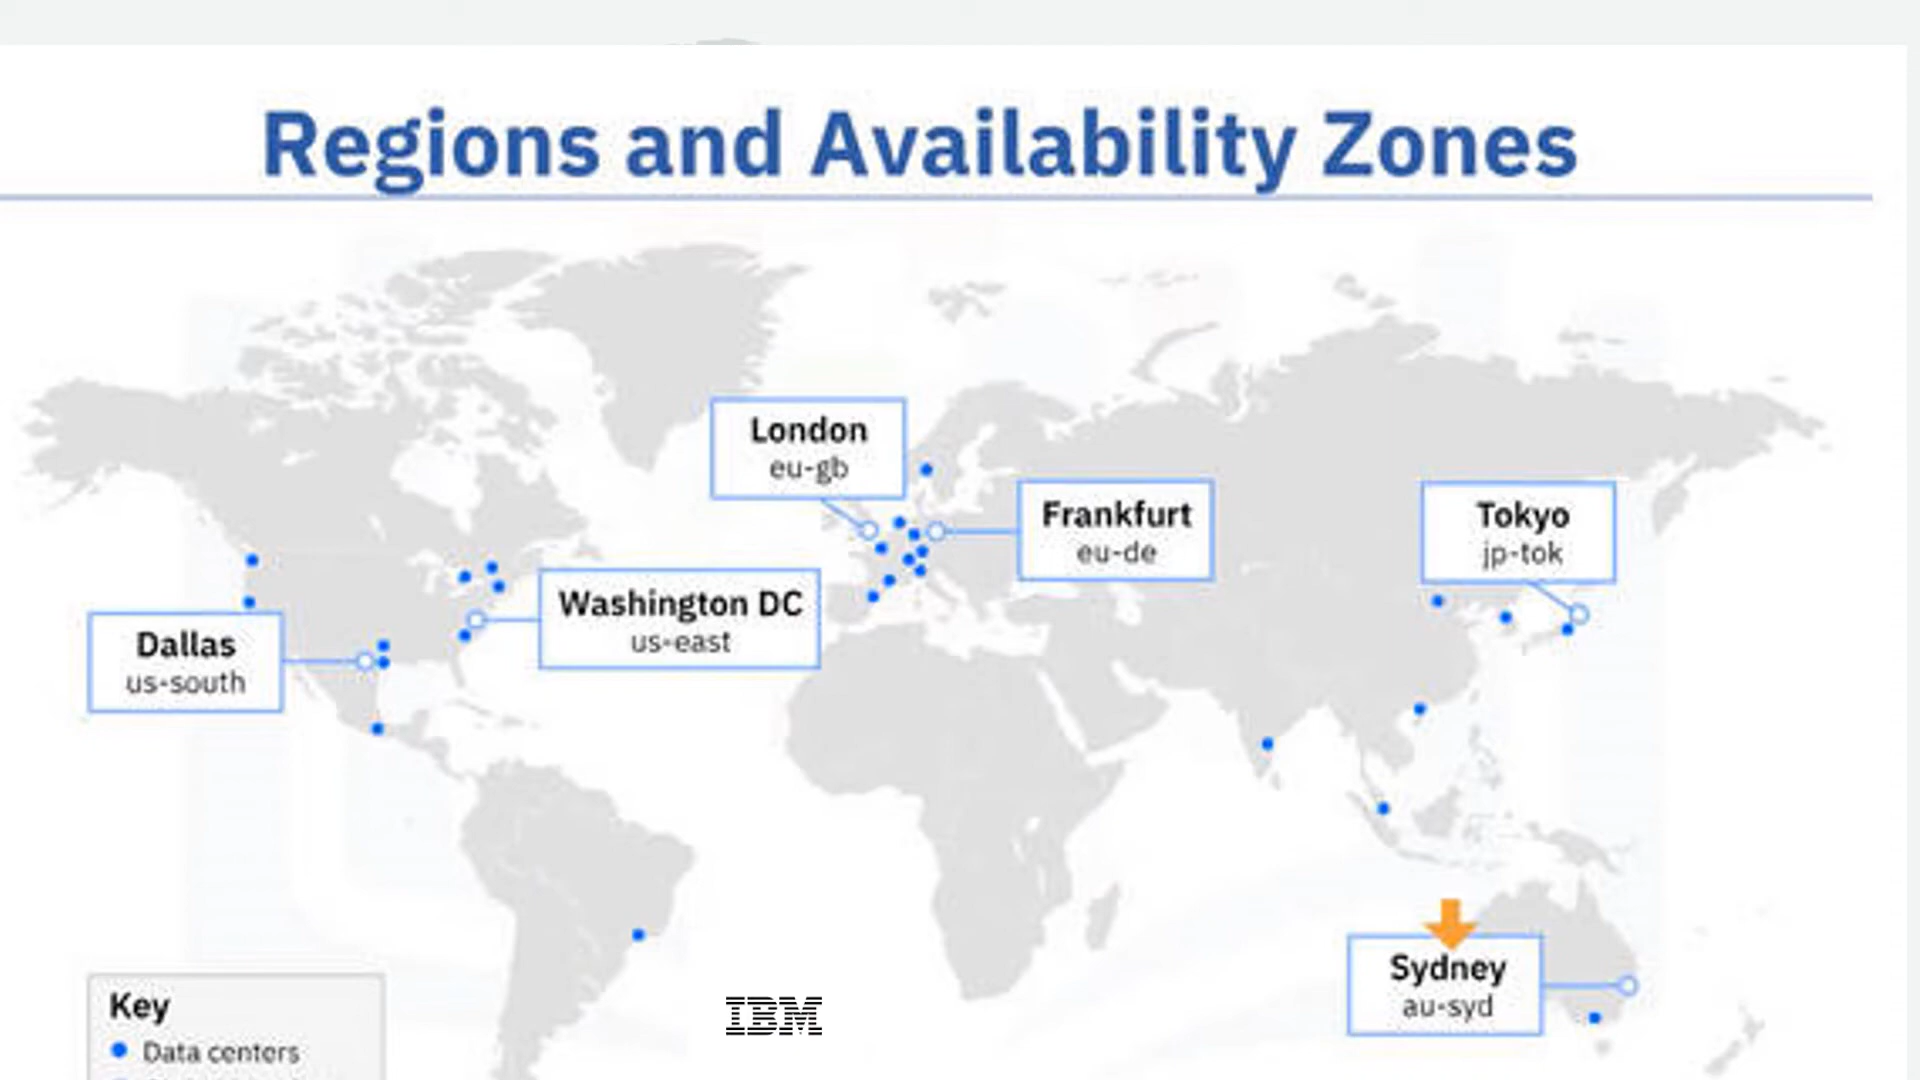 Regions and Availability Zones
London
eu-gb
Frankfurt
eu-de
Tokyo
jp-tok
Washington DC
us-east
Dallas
us-south
Sydney
au-syd
Key
Data centers
IBM